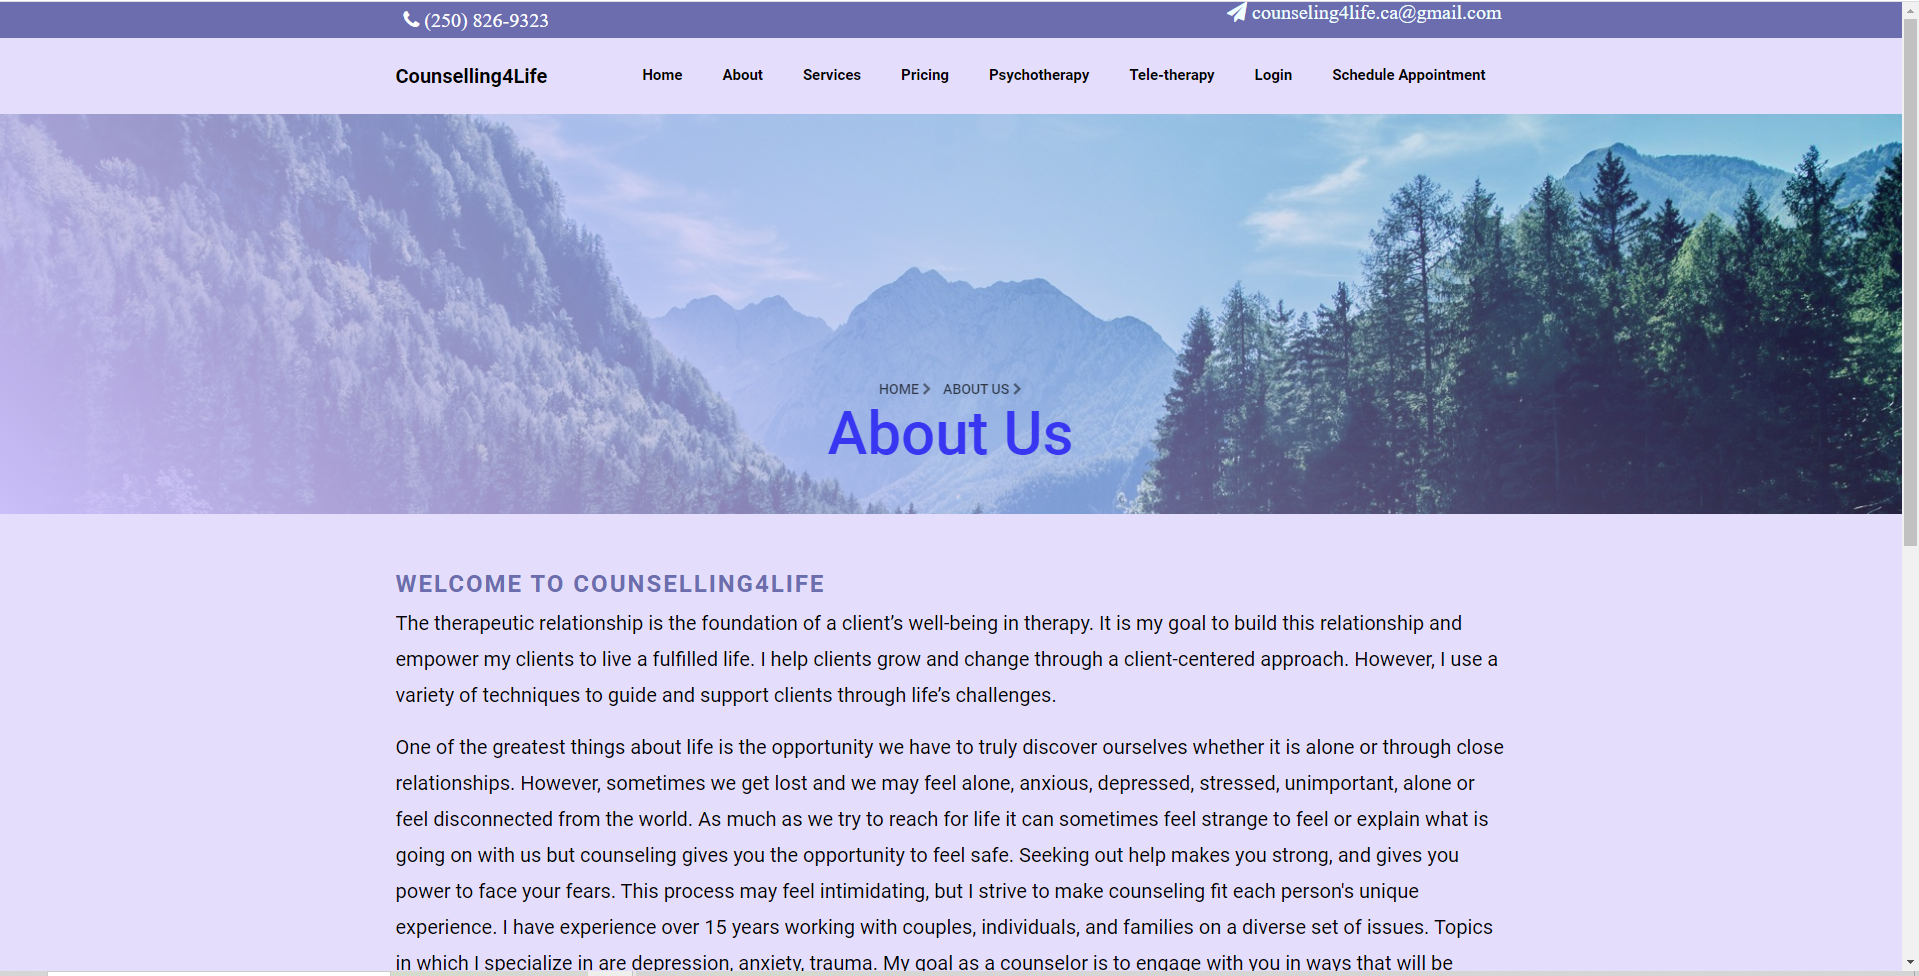 (250) 826-9323
counseling4life.ca@gmail.com
Counselling4Life
Home About Services Pricing Psychotherapy Tele-therapy Login Schedule Appointment
HOME ABOUT US
About Us
WELCOME TO COUNSELLING4LIFE
The therapeutic relationship is the foundation of a client’s well-being in therapy. It is my goal to build this relationship and
empower my clients to live a fulfilled life. I help clients grow and change through a client-centered approach. However, I use a
variety of techniques to guide and support clients through life’s challenges.
One of the greatest things about life is the opportunity we have to truly discover ourselves whether it is alone or through close
relationships. However, sometimes we get lost and we may feel alone, anxious, depressed, stressed, unimportant, alone or
feel disconnected from the world. As much as we try to reach for life it can sometimes feel strange to feel or explain what is
going on with us but counseling gives you the opportunity to feel safe. Seeking out help makes you strong, and gives you
power to face your fears. This process may feel intimidating, but I strive to make counseling fit each person's unique
experience. I have experience over 15 years working with couples, individuals, and families on a diverse set of issues. Topics
in which I specialize in are depression, anxiety, trauma. My goal as a counselor is to engage with you in ways that will be